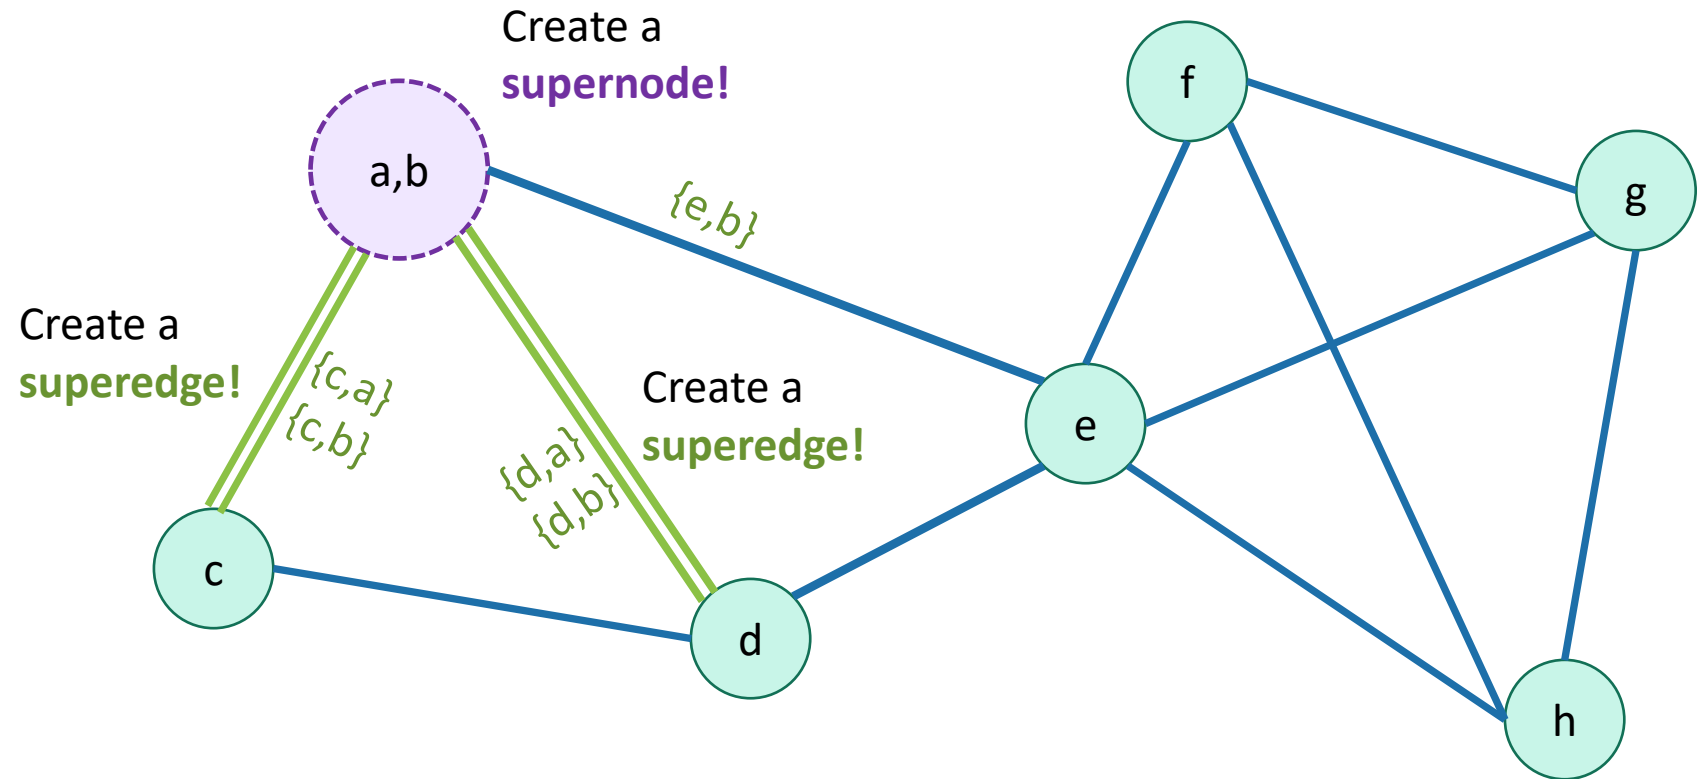 Create a
supernode!
f
a,b
g
{e,b}
Create a
superedge!
{c,a}
{c,b}
Create a
superedge!
{d,a}
{d,b}
e
c
d
h